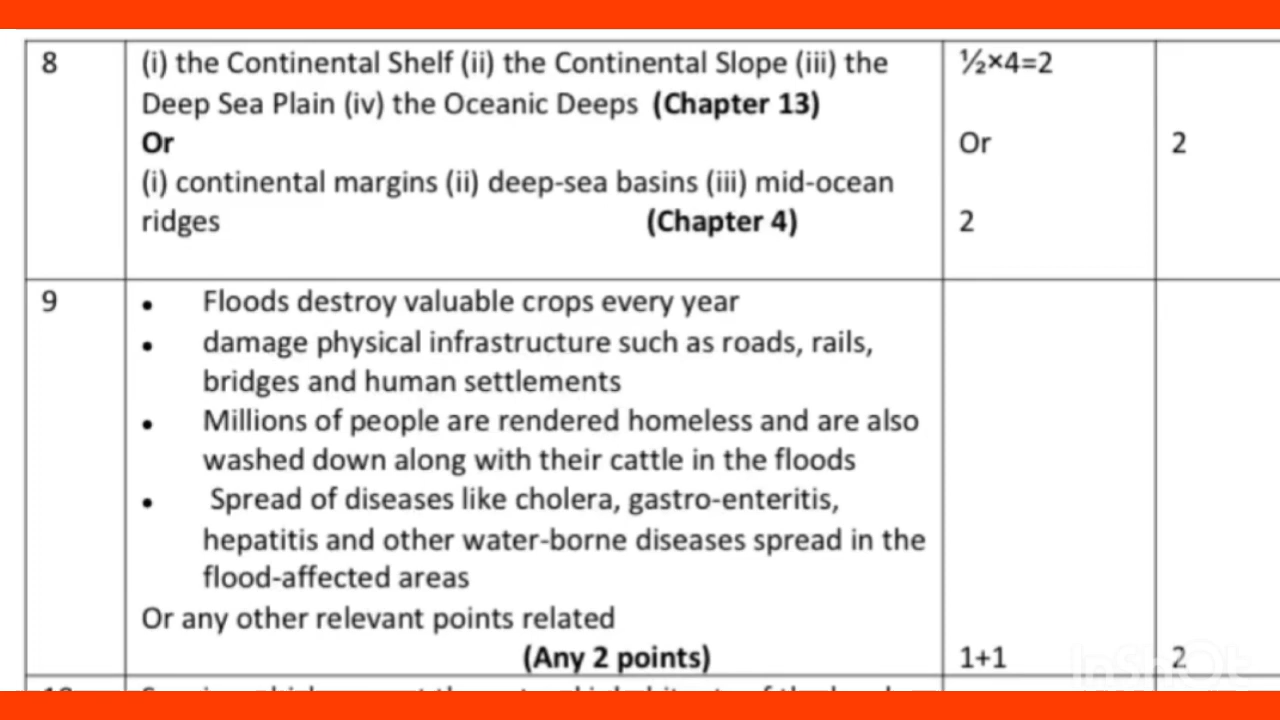 8 (i) the Continental Shelf (ii) the Continental Slope (iii) the ½×4=2
Deep Sea Plain (iv) the Oceanic Deeps (Chapter 13)
Or Or 2
(i) continental margins (ii) deep-sea basins (iii) mid-ocean
ridges (Chapter 4) 2
9 • Floods destroy valuable crops every year
• damage physical infrastructure such as roads, rails,
bridges and human settlements
• Millions of people are rendered homeless and are also
washed down along with their cattle in the floods
• Spread of diseases like cholera, gastro-enteritis,
hepatitis and other water-borne diseases spread in the
flood-affected areas
Or any other relevant points related
(Any 2 points) 1+1 2
InShOt